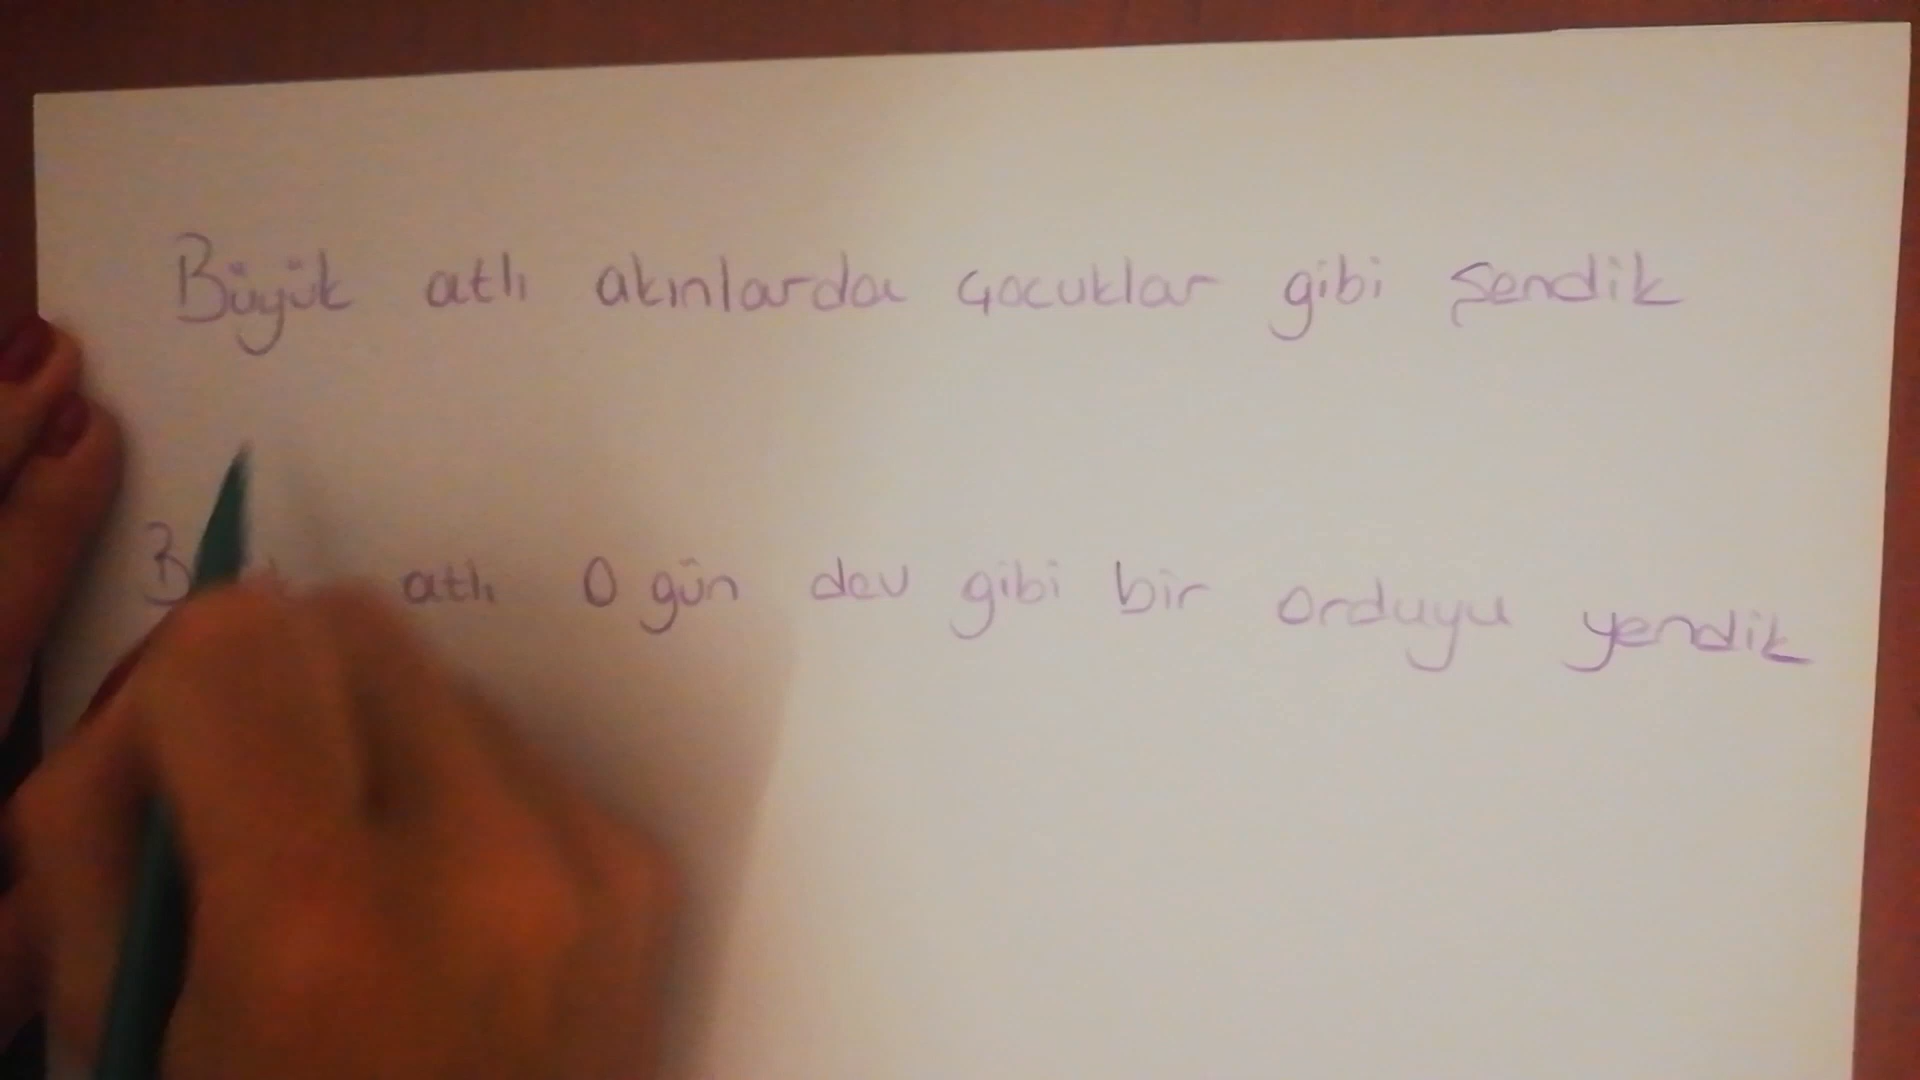 Büyük atlı akınlarda çocuklar gibi şendik
atlı O gün dev gibi bir orduyu yendik